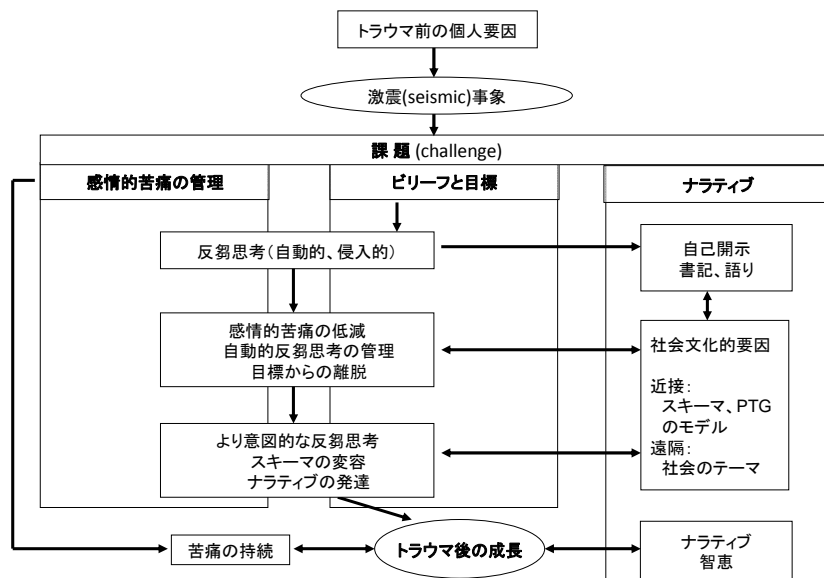 トラウマ前の個人要因
激震(seismic)事象
課 題 (challenge)
感情的苦痛の管理
ビリーフと目標
ナラティブ
反芻思考(自動的、侵入的)
自己開示
書記、語り
感情的苦痛の低減
自動的反芻思考の管理
目標からの離脱
社会文化的要因
近接:
スキーマ、PTG
のモデル
遠隔:
社会のテーマ
より意図的な反芻思考
スキーマの変容
ナラティブの発達
苦痛の持続
トラウマ後の成長
ナラティブ
智恵